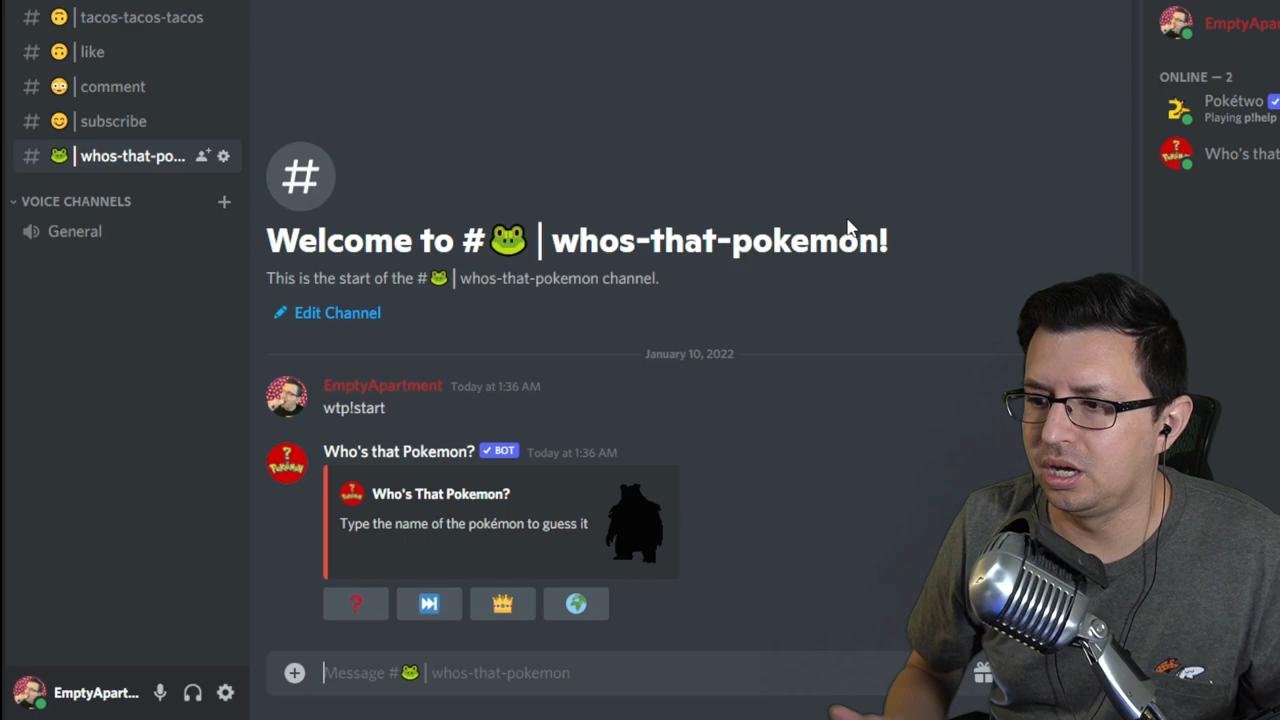 # 🙃 | tacos-tacos-tacos
# 🙃 | like
# 😳 | comment
# 😊 | subscribe
# 🐸 | whos-that-po...
VOICE CHANNELS
General
EmptyApart...
Welcome to #🐸 | whos-that-pokemon!
This is the start of the #🐸 | whos-that-pokemon channel.
Edit Channel
January 10, 2022
EmptyApartment Today at 1:36 AM
wtp!start
Who's that Pokemon? ✓ BOT Today at 1:36 AM
Who's That Pokemon?
Type the name of the pokémon to guess it
Message #🐸 | whos-that-pokemon
EmptyApar
ONLINE — 2
Pokétwo
Playing p!help
Who's that